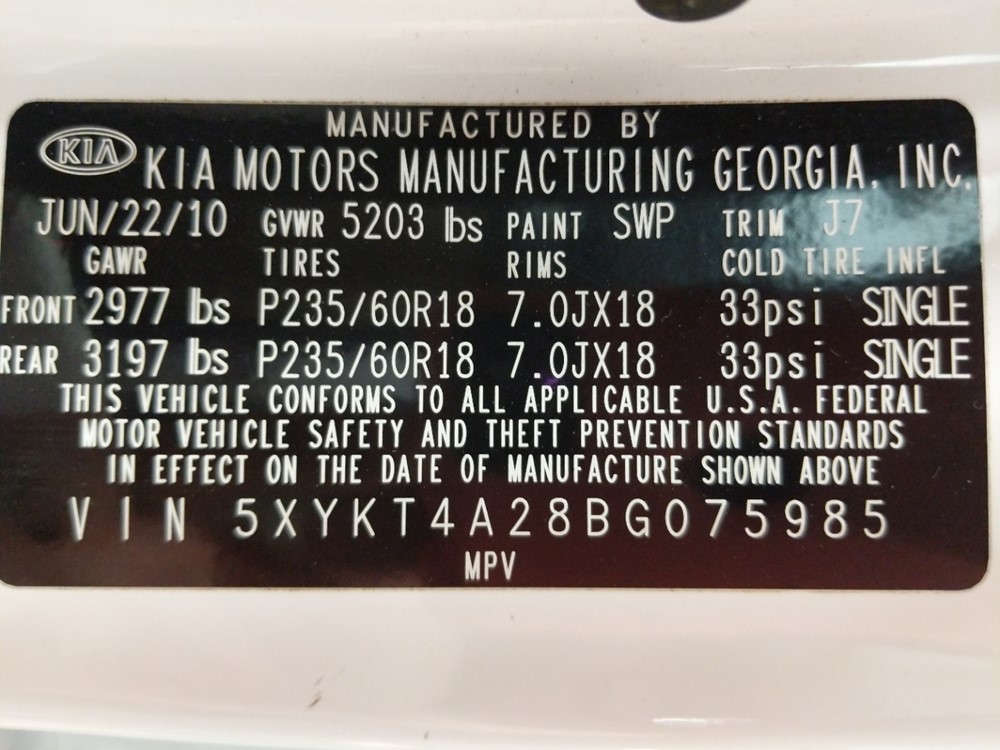 MANUFACTURED BY
KIA KIA MOTORS MANUFACTURING GEORGIA, INC.
JUN/22/10 GVWR 5203 lbs PAINT SWP TRIM J7
GAWR TIRES RIMS COLD TIRE INFL
FRONT 2977 lbs P235/60R18 7.0JX18 33psi SINGLE
REAR 3197 lbs P235/60R18 7.0JX18 33psi SINGLE
THIS VEHICLE CONFORMS TO ALL APPLICABLE U.S.A. FEDERAL
MOTOR VEHICLE SAFETY AND THEFT PREVENTION STANDARDS
IN EFFECT ON THE DATE OF MANUFACTURE SHOWN ABOVE
VIN 5XYKT4A28BG075985
MPV